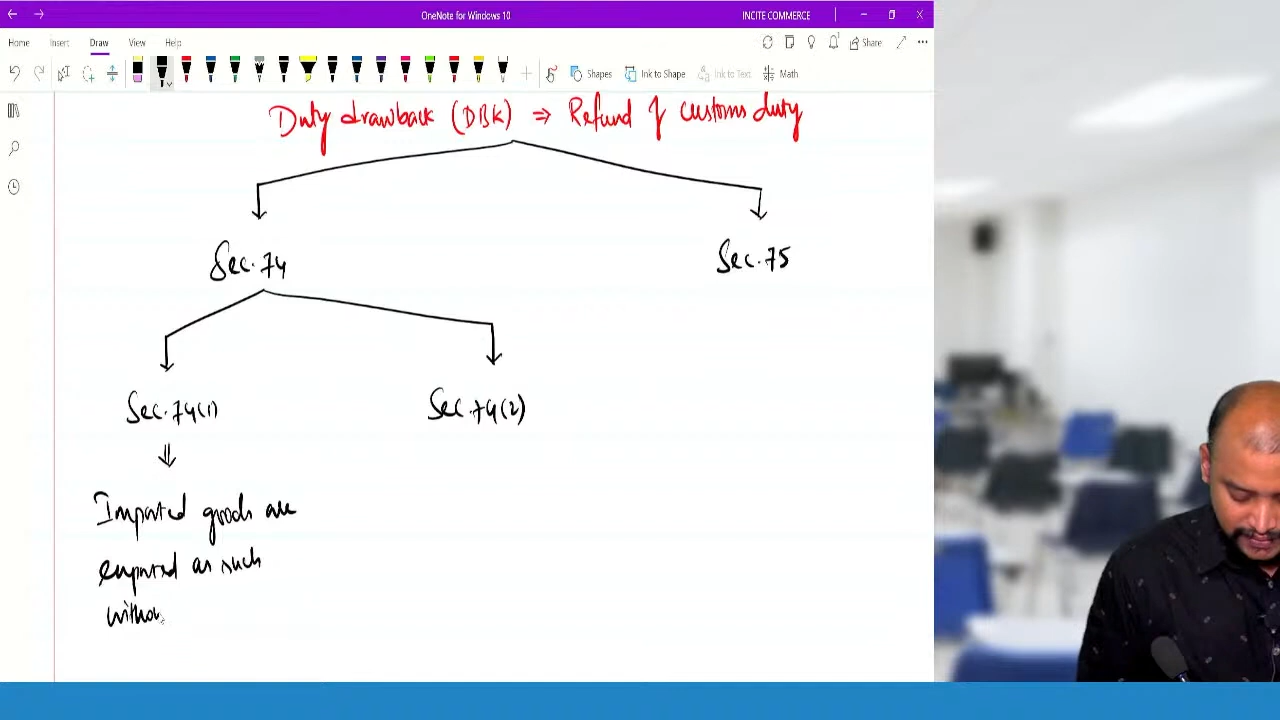 OneNote for Windows 10
INCITE COMMERCE
Home Insert Draw View Help
Share
Shapes Ink to Shape Ink to Text Math
Duty drawback (DBK) ⇒ Refund of customs duty
Sec.74
Sec.75
Sec.74(1)
Sec.74(2)
⇓
Imported goods are
exported as such
witho